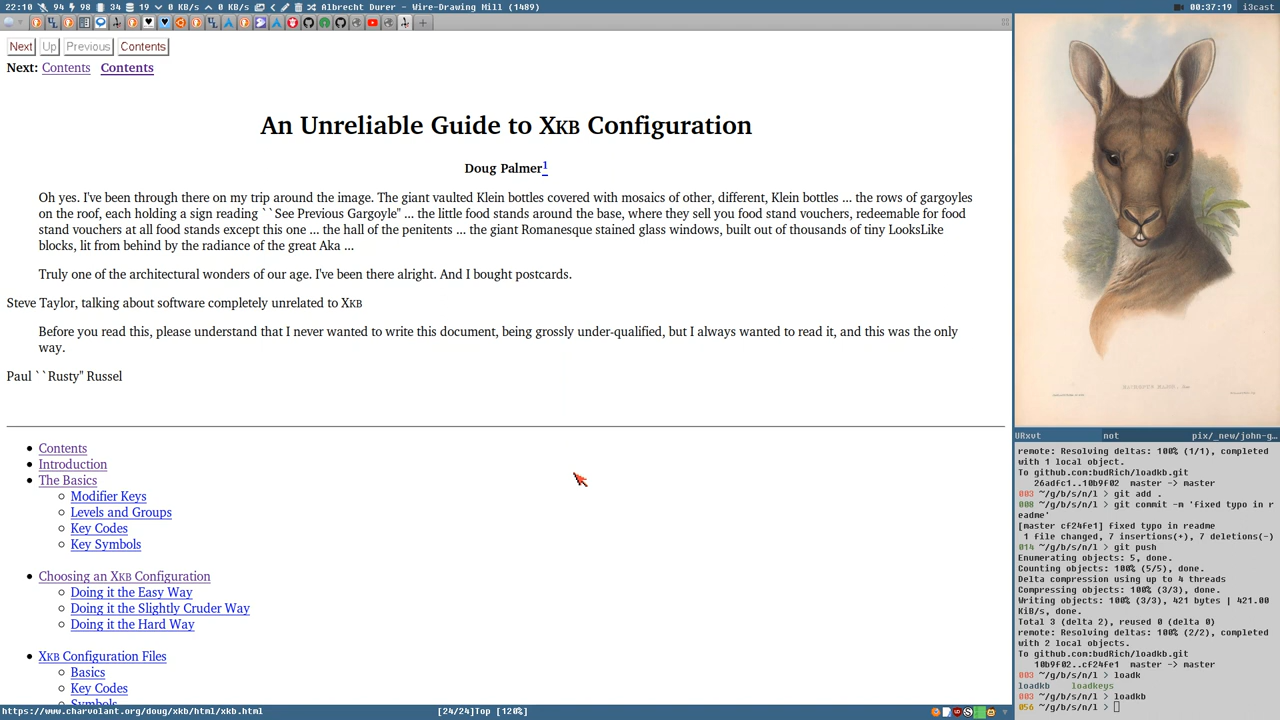 22:10 94 98 34 19 0 KB/s 0 KB/s Albrecht Durer - Wire-Drawing Mill (1489) 00:37:19 i3cast
Next Up Previous Contents
Next: Contents Contents
An Unreliable Guide to XKB Configuration
Doug Palmer1
Oh yes. I've been through there on my trip around the image. The giant vaulted Klein bottles covered with mosaics of other, different, Klein bottles ... the rows of gargoyles
on the roof, each holding a sign reading ``See Previous Gargoyle'' ... the little food stands around the base, where they sell you food stand vouchers, redeemable for food
stand vouchers at all food stands except this one ... the hall of the penitents ... the giant Romanesque stained glass windows, built out of thousands of tiny LooksLike
blocks, lit from behind by the radiance of the great Aka ...
Truly one of the architectural wonders of our age. I've been there alright. And I bought postcards.
Steve Taylor, talking about software completely unrelated to XKB
Before you read this, please understand that I never wanted to write this document, being grossly under-qualified, but I always wanted to read it, and this was the only
way.
Paul ``Rusty'' Russel
Contents
Introduction
The Basics
Modifier Keys
Levels and Groups
Key Codes
Key Symbols
Choosing an XKB Configuration
Doing it the Easy Way
Doing it the Slightly Cruder Way
Doing it the Hard Way
XKB Configuration Files
Basics
Key Codes
Symbols
https://www.charvolant.org/doug/xkb/html/xkb.html [24/24]Top [120%]
URxvt not pix/_new/john-g…
remote: Resolving deltas: 100% (1/1), completed
with 1 local object.
To github.com:budRich/loadkb.git
26adfc1..10b9f02 master -> master
003 ~/g/b/s/n/l > git add .
008 ~/g/b/s/n/l > git commit -m 'fixed typo in r
eadme'
[master cf24fe1] fixed typo in readme
1 file changed, 7 insertions(+), 7 deletions(-)
014 ~/g/b/s/n/l > git push
Enumerating objects: 5, done.
Counting objects: 100% (5/5), done.
Delta compression using up to 4 threads
Compressing objects: 100% (3/3), done.
Writing objects: 100% (3/3), 421 bytes | 421.00
KiB/s, done.
Total 3 (delta 2), reused 0 (delta 0)
remote: Resolving deltas: 100% (2/2), completed
with 2 local objects.
To github.com:budRich/loadkb.git
10b9f02..cf24fe1 master -> master
003 ~/g/b/s/n/l > loadk
loadkb loadkeys
003 ~/g/b/s/n/l > loadkb
056 ~/g/b/s/n/l >